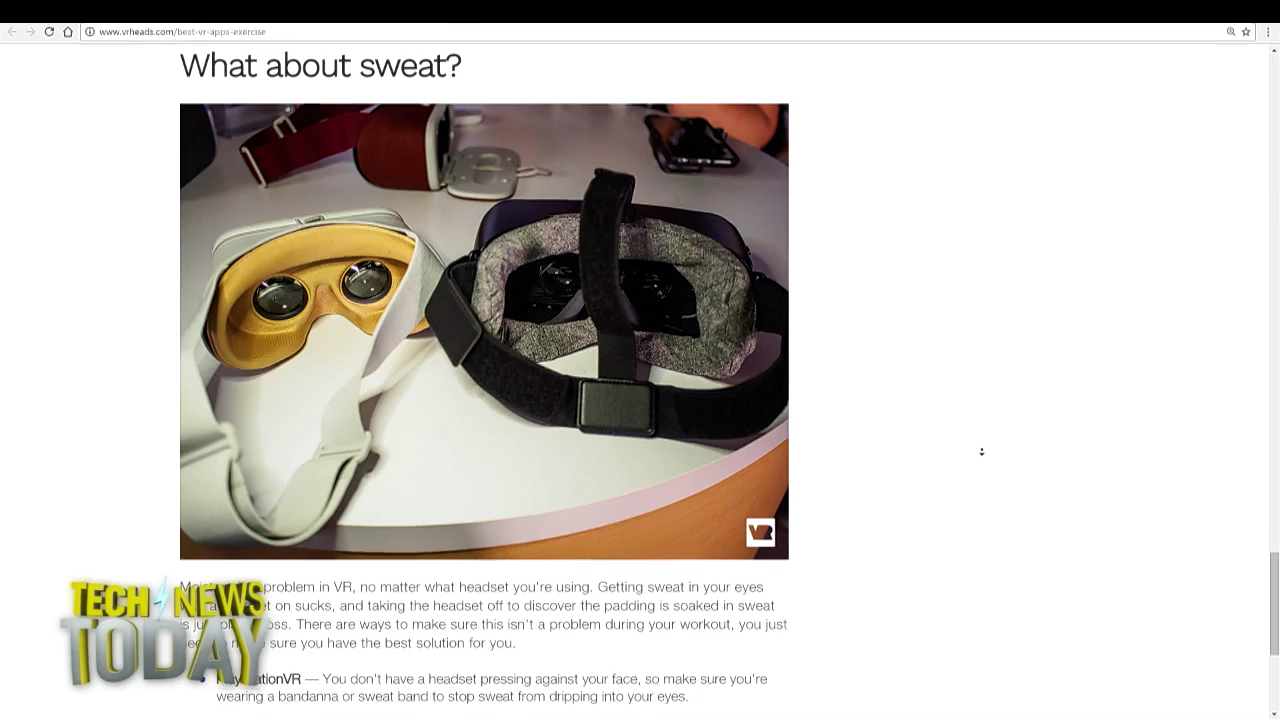 www.vrheads.com/best-vr-apps-exercise
What about sweat?
VR
problem in VR, no matter what headset you're using. Getting sweat in your eyes
on sucks, and taking the headset off to discover the padding is soaked in sweat
There are ways to make sure this isn't a problem during your workout, you just
sure you have the best solution for you.
TECH NEWS
TODAY
— You don't have a headset pressing against your face, so make sure you're
wearing a bandanna or sweat band to stop sweat from dripping into your eyes.